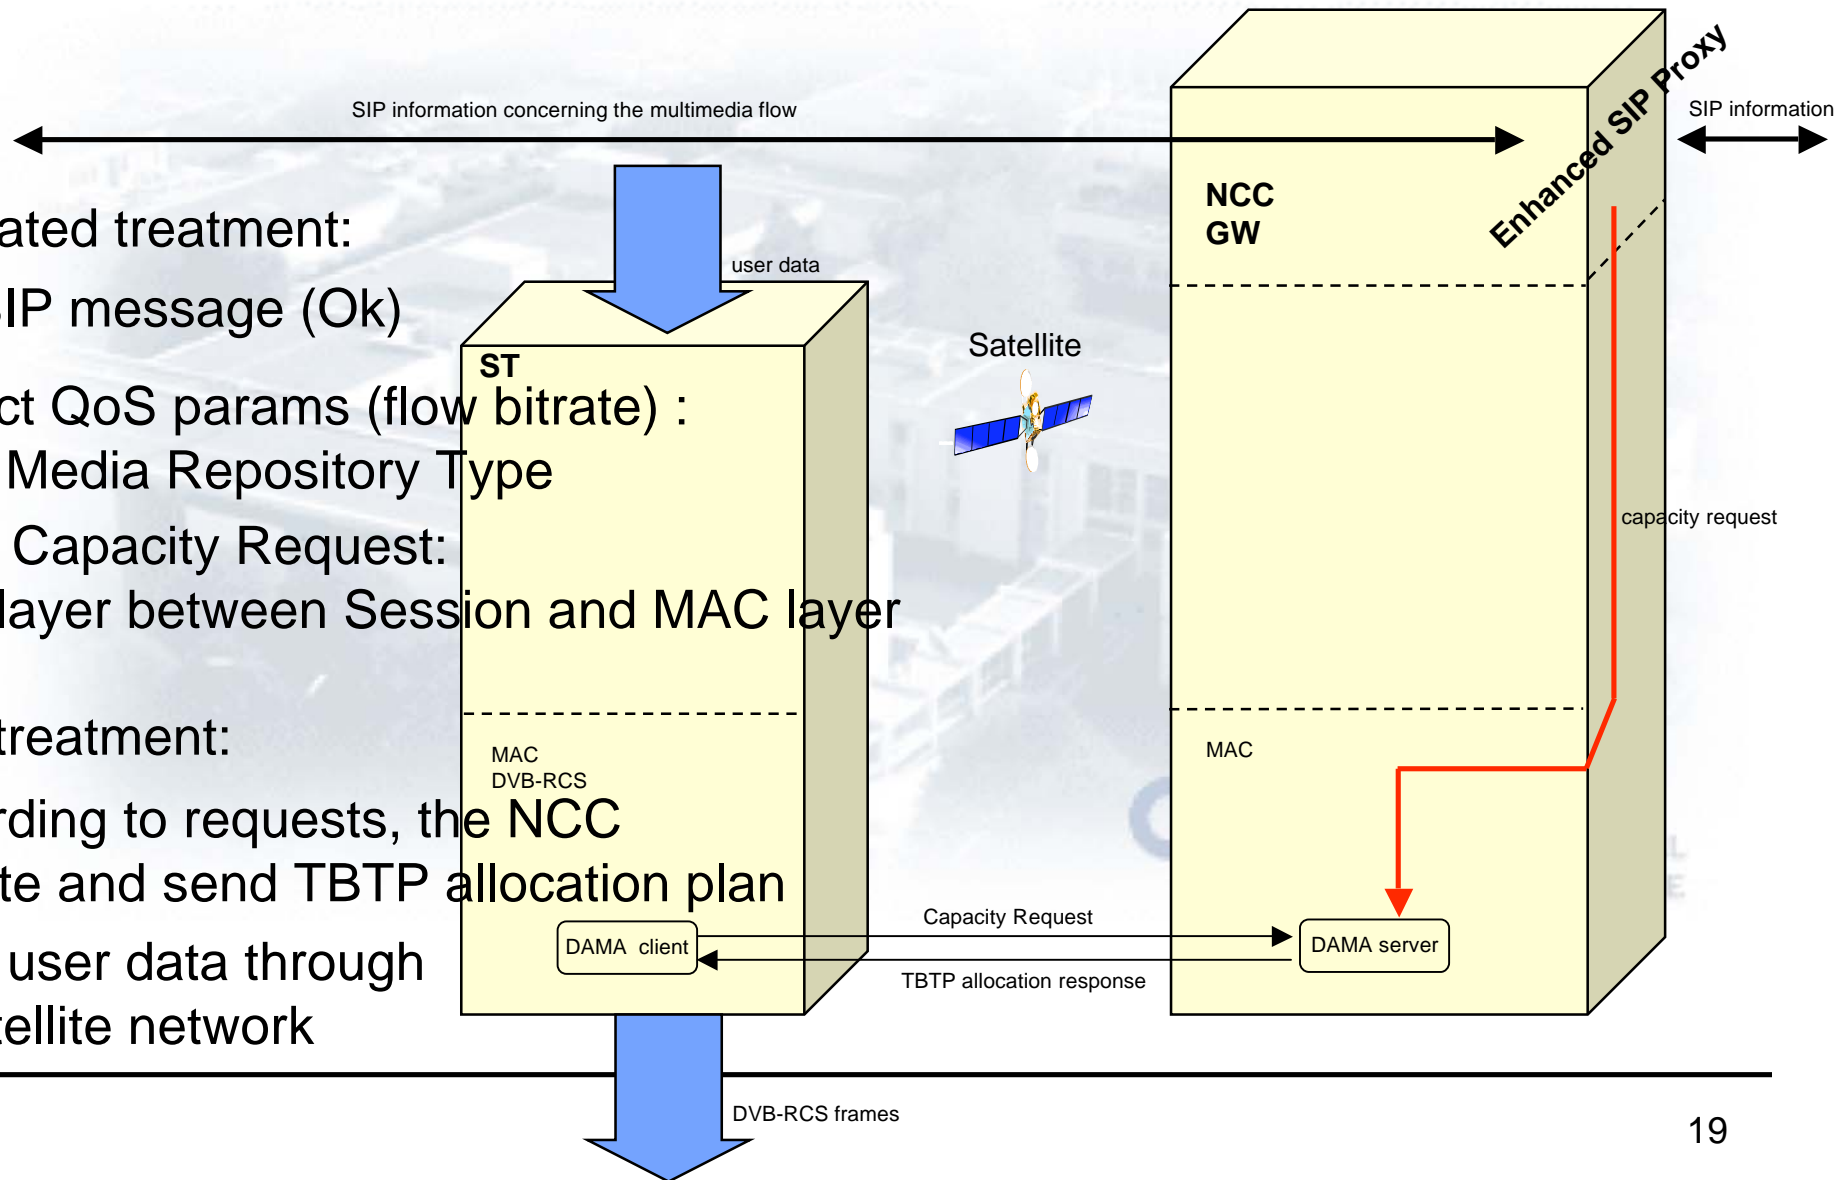 SIP information concerning the multimedia flow
Enhanced SIP Proxy
SIP information
NCC
GW
ated treatment:
user data
SIP message (Ok)
Satellite
ST
ct QoS params (flow bitrate) :
Media Repository Type
capacity request
Capacity Request:
layer between Session and MAC layer
treatment:
MAC
DVB-RCS
MAC
rding to requests, the NCC
te and send TBTP allocation plan
Capacity Request
DAMA client
DAMA server
user data through
TBTP allocation response
tellite network
DVB-RCS frames
19